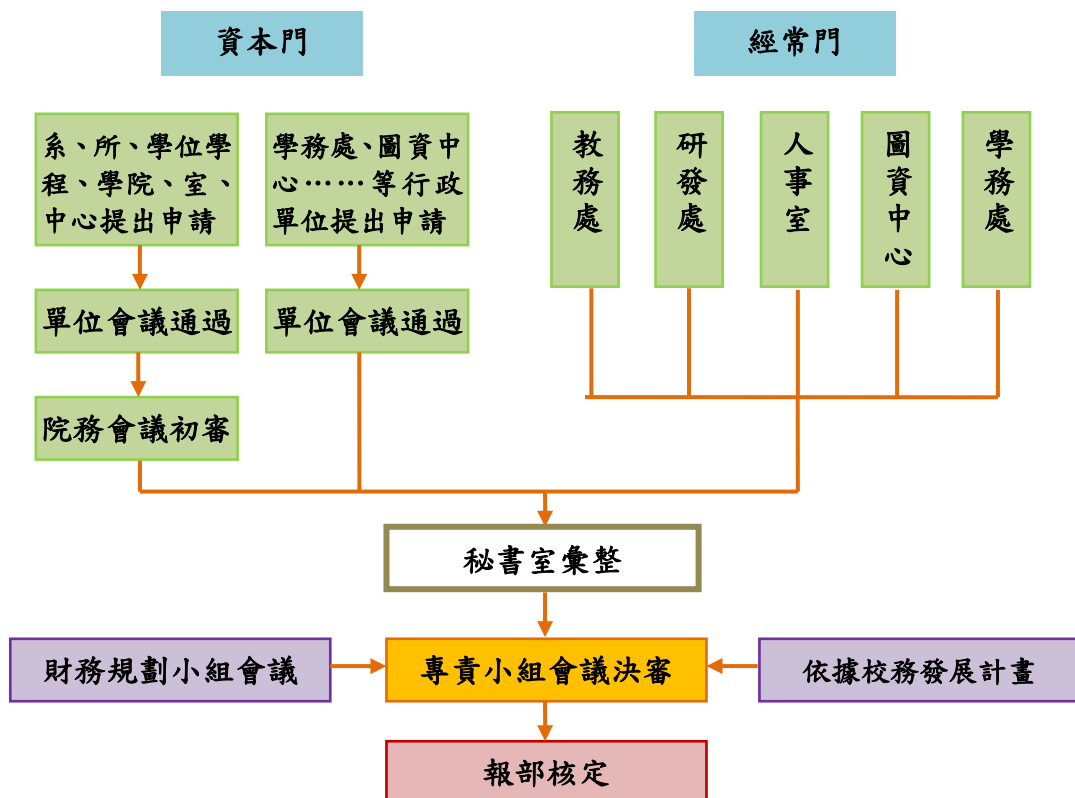 資本門
經常門
系、所、學位學
程、學院、室、
中心提出申請
學務處、圖資中
心……等行政
單位提出申請
教務處
研發處
人事室
圖資中心
學務處
單位會議通過
單位會議通過
院務會議初審
秘書室彙整
財務規劃小組會議
專責小組會議決審
依據校務發展計畫
報部核定